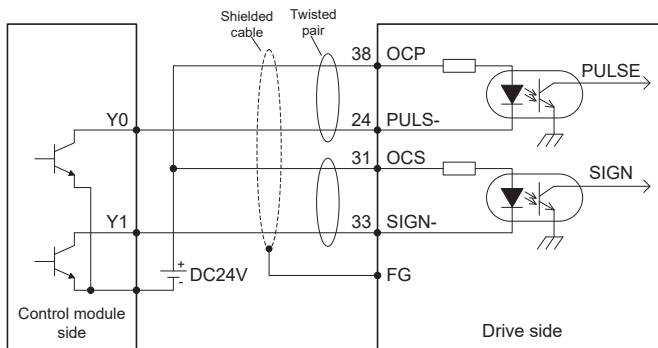 Shielded
cable
Twisted
pair
38 OCP
PULSE
Y0
24 PULS-
31 OCS
SIGN
Y1
33 SIGN-
+
- DC24V
FG
Control module
side
Drive side